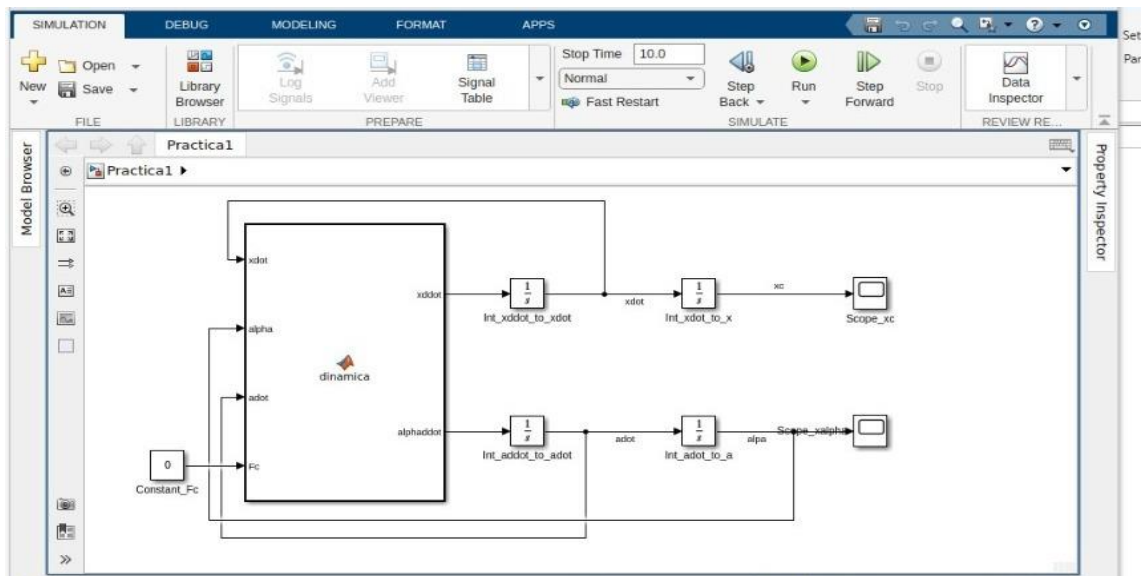 SIMULATION DEBUG MODELING FORMAT APPS
New
Open
Save
FILE
Library
Browser
LIBRARY
Log
Signals
Add
Viewer
Signal
Table
PREPARE
Stop Time 10.0
Normal
Fast Restart
Step
Back
Run
Step
Forward
Stop
SIMULATE
Data
Inspector
REVIEW RE...
Set
Par
Model Browser
Practica1
Practica1
Property Inspector
xdot
alpha
adot
Fc
dinamica
xddot
alphaddot
0
Constant_Fc
1
s
Int_xddot_to_xdot
xdot
1
s
Int_xdot_to_x
xc
Scope_xc
1
s
Int_addot_to_adot
adot
1
s
Int_adot_to_a
alpa
Scope_xalpha